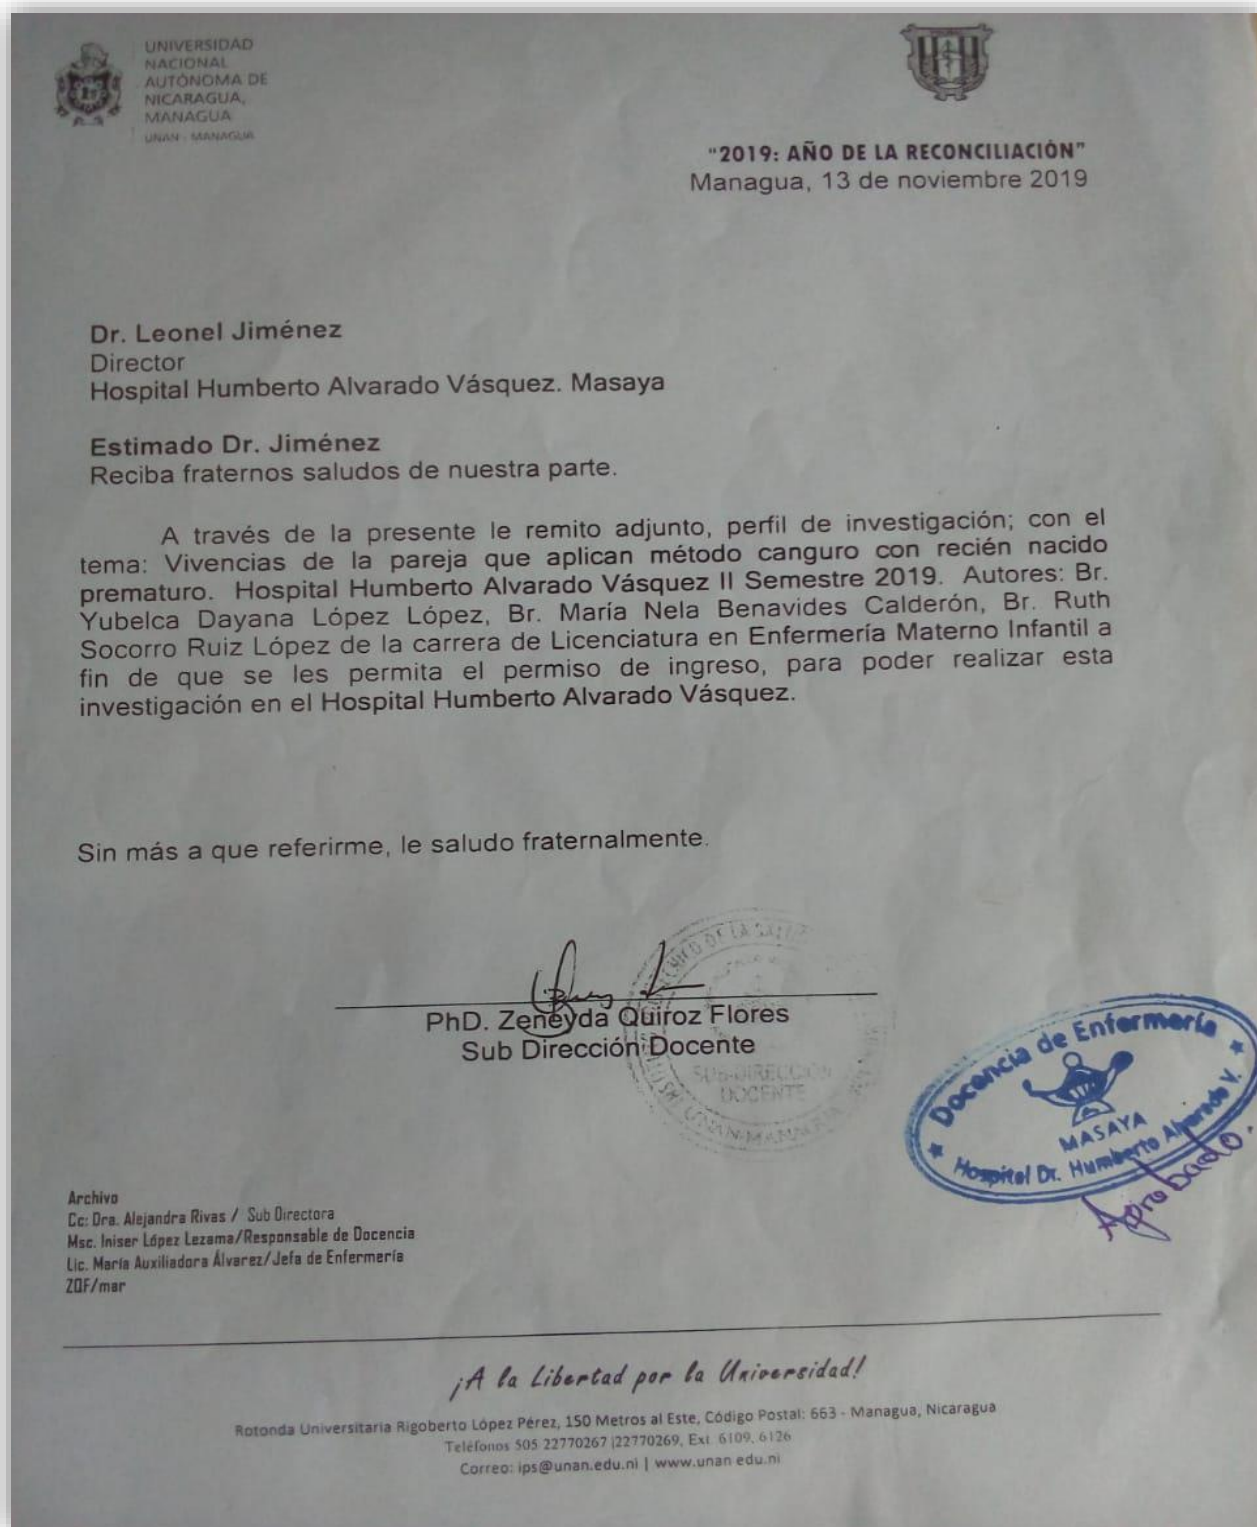 UNIVERSIDAD
NACIONAL
AUTÓNOMA DE
NICARAGUA,
MANAGUA
UNAN - MANAGUA
"2019: AÑO DE LA RECONCILIACIÓN"
Managua, 13 de noviembre 2019
Dr. Leonel Jiménez
Director
Hospital Humberto Alvarado Vásquez. Masaya
Estimado Dr. Jiménez
Reciba fraternos saludos de nuestra parte.
A través de la presente le remito adjunto, perfil de investigación; con el
tema: Vivencias de la pareja que aplican método canguro con recién nacido
prematuro. Hospital Humberto Alvarado Vásquez II Semestre 2019. Autores: Br.
Yubelca Dayana López López, Br. María Nela Benavides Calderón, Br. Ruth
Socorro Ruiz López de la carrera de Licenciatura en Enfermería Materno Infantil a
fin de que se les permita el permiso de ingreso, para poder realizar esta
investigación en el Hospital Humberto Alvarado Vásquez.
Sin más a que referirme, le saludo fraternalmente.
PhD. Zeneyda Quiroz Flores
Sub Dirección Docente
DE LA SALUD
SUB-DIRECCIÓN
DOCENTE
UNAN-MANAGUA
Docencia de Enfermería
MASAYA
Hospital Dr. Humberto Alvarado V.
Aprobado.
Archivo
Cc: Dra. Alejandra Rivas / Sub Directora
Msc. Iniser López Lezama/Responsable de Docencia
Lic. María Auxiliadora Álvarez/Jefa de Enfermería
ZQF/mar
¡A la Libertad por la Universidad!
Rotonda Universitaria Rigoberto López Pérez, 150 Metros al Este, Código Postal: 663 - Managua, Nicaragua
Teléfonos 505 22770267 |22770269, Ext 6109, 6126
Correo: ips@unan.edu.ni | www.unan edu.ni